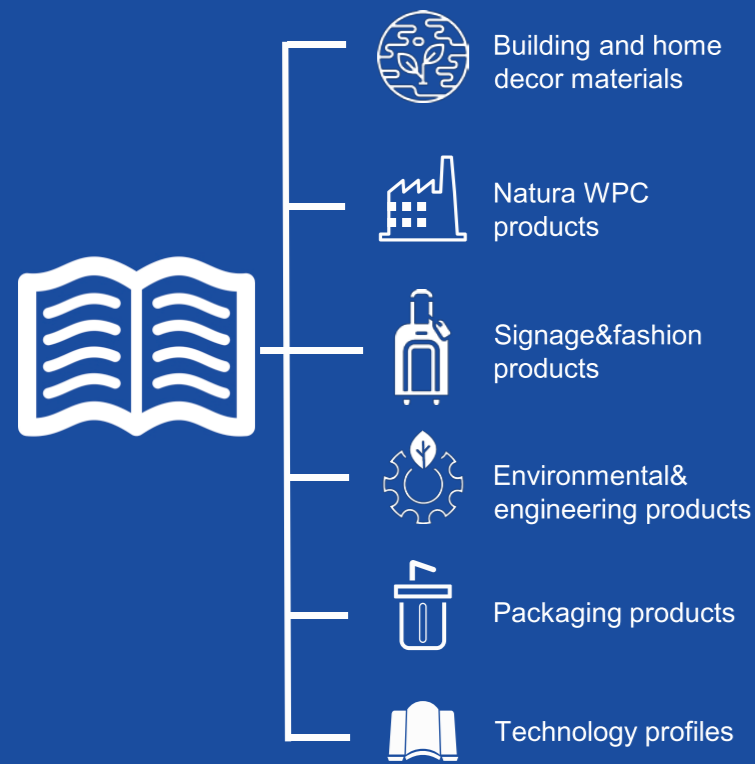 Building and home
decor materials
Natura WPC
products
Signage&fashion
products
Environmental&
engineering products
Packaging products
Technology profiles